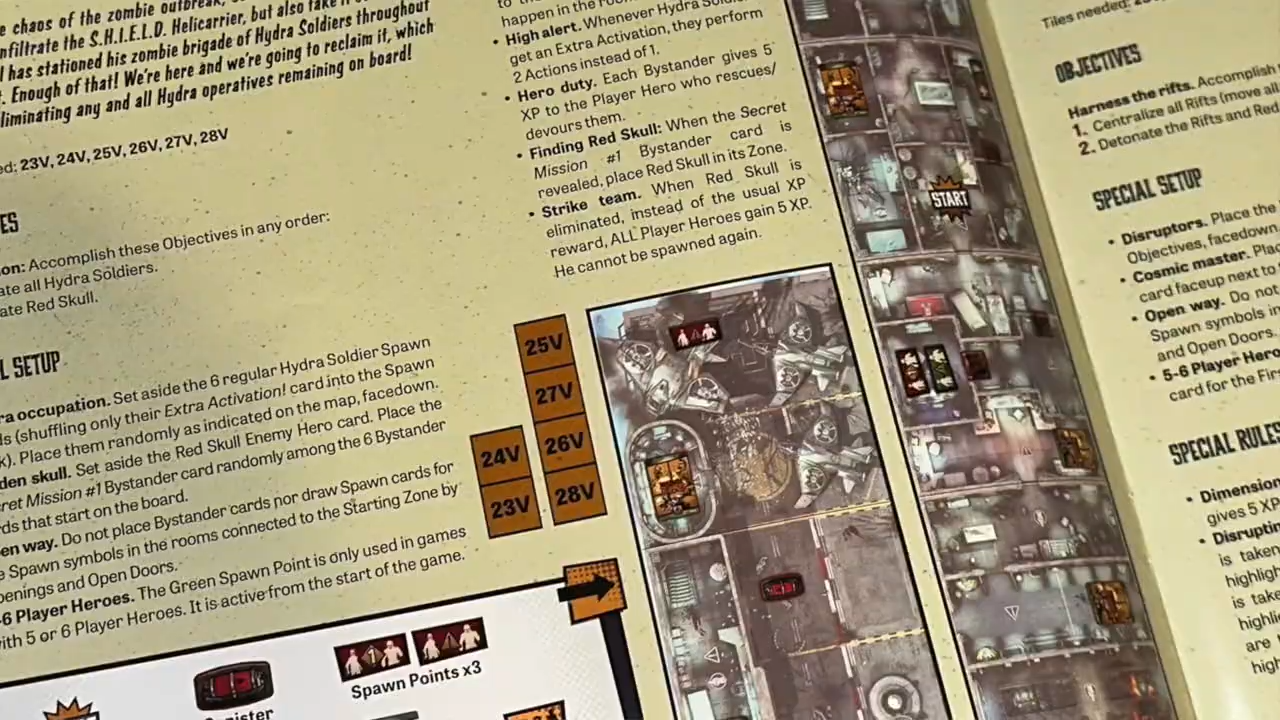 chaos of the zombie outbreak,
nfiltrate the S.H.I.E.L.D. Helicarrier, but also take
has stationed his zombie brigade of Hydra Soldiers throughout
Enough of that! We're here and we're going to reclaim it, which
liminating any and all Hydra operatives remaining on board!
ed: 23V, 24V, 25V, 26V, 27V, 28V
ES
ion: Accomplish these Objectives in any order:
ate all Hydra Soldiers.
ate Red Skull.
L SETUP
ra occupation. Set aside the 6 regular Hydra Soldier Spawn
ds (shuffling only their Extra Activation! card into the Spawn
k). Place them randomly as indicated on the map, facedown.
den skull. Set aside the Red Skull Enemy Hero card. Place the
cret Mission #1 Bystander card randomly among the 6 Bystander
rds that start on the board.
en way. Do not place Bystander cards nor draw Spawn cards for
e Spawn symbols in the rooms connected to the Starting Zone by
penings and Open Doors.
-6 Player Heroes. The Green Spawn Point is only used in games
with 5 or 6 Player Heroes. It is active from the start of the game.
Spawn Points x3
happen in the
• High alert. Whenever Hydra
get an Extra Activation, they perform
2 Actions instead of 1.
• Hero duty. Each Bystander gives 5
XP to the Player Hero who rescues/
devours them.
• Finding Red Skull: When the Secret
Mission #1 Bystander card is
revealed, place Red Skull in its Zone.
• Strike team. When Red Skull is
eliminated, instead of the usual XP
reward, ALL Player Heroes gain 5 XP.
He cannot be spawned again.
25V
27V
24V 26V
23V 28V
START
Tiles needed:
OBJECTIVES
Harness the rifts. Accomplish
1. Centralize all Rifts (move all
2. Detonate the Rifts and Red
SPECIAL SETUP
• Disruptors. Place the
Objectives, facedown
• Cosmic master. Plac
card faceup next to
• Open way. Do not
Spawn symbols in
and Open Doors.
• 5-6 Player Hero
card for the Firs
SPECIAL RULES
• Dimension
gives 5 XP
• Disrupting
is taken
highligh
is take
highli
are
high